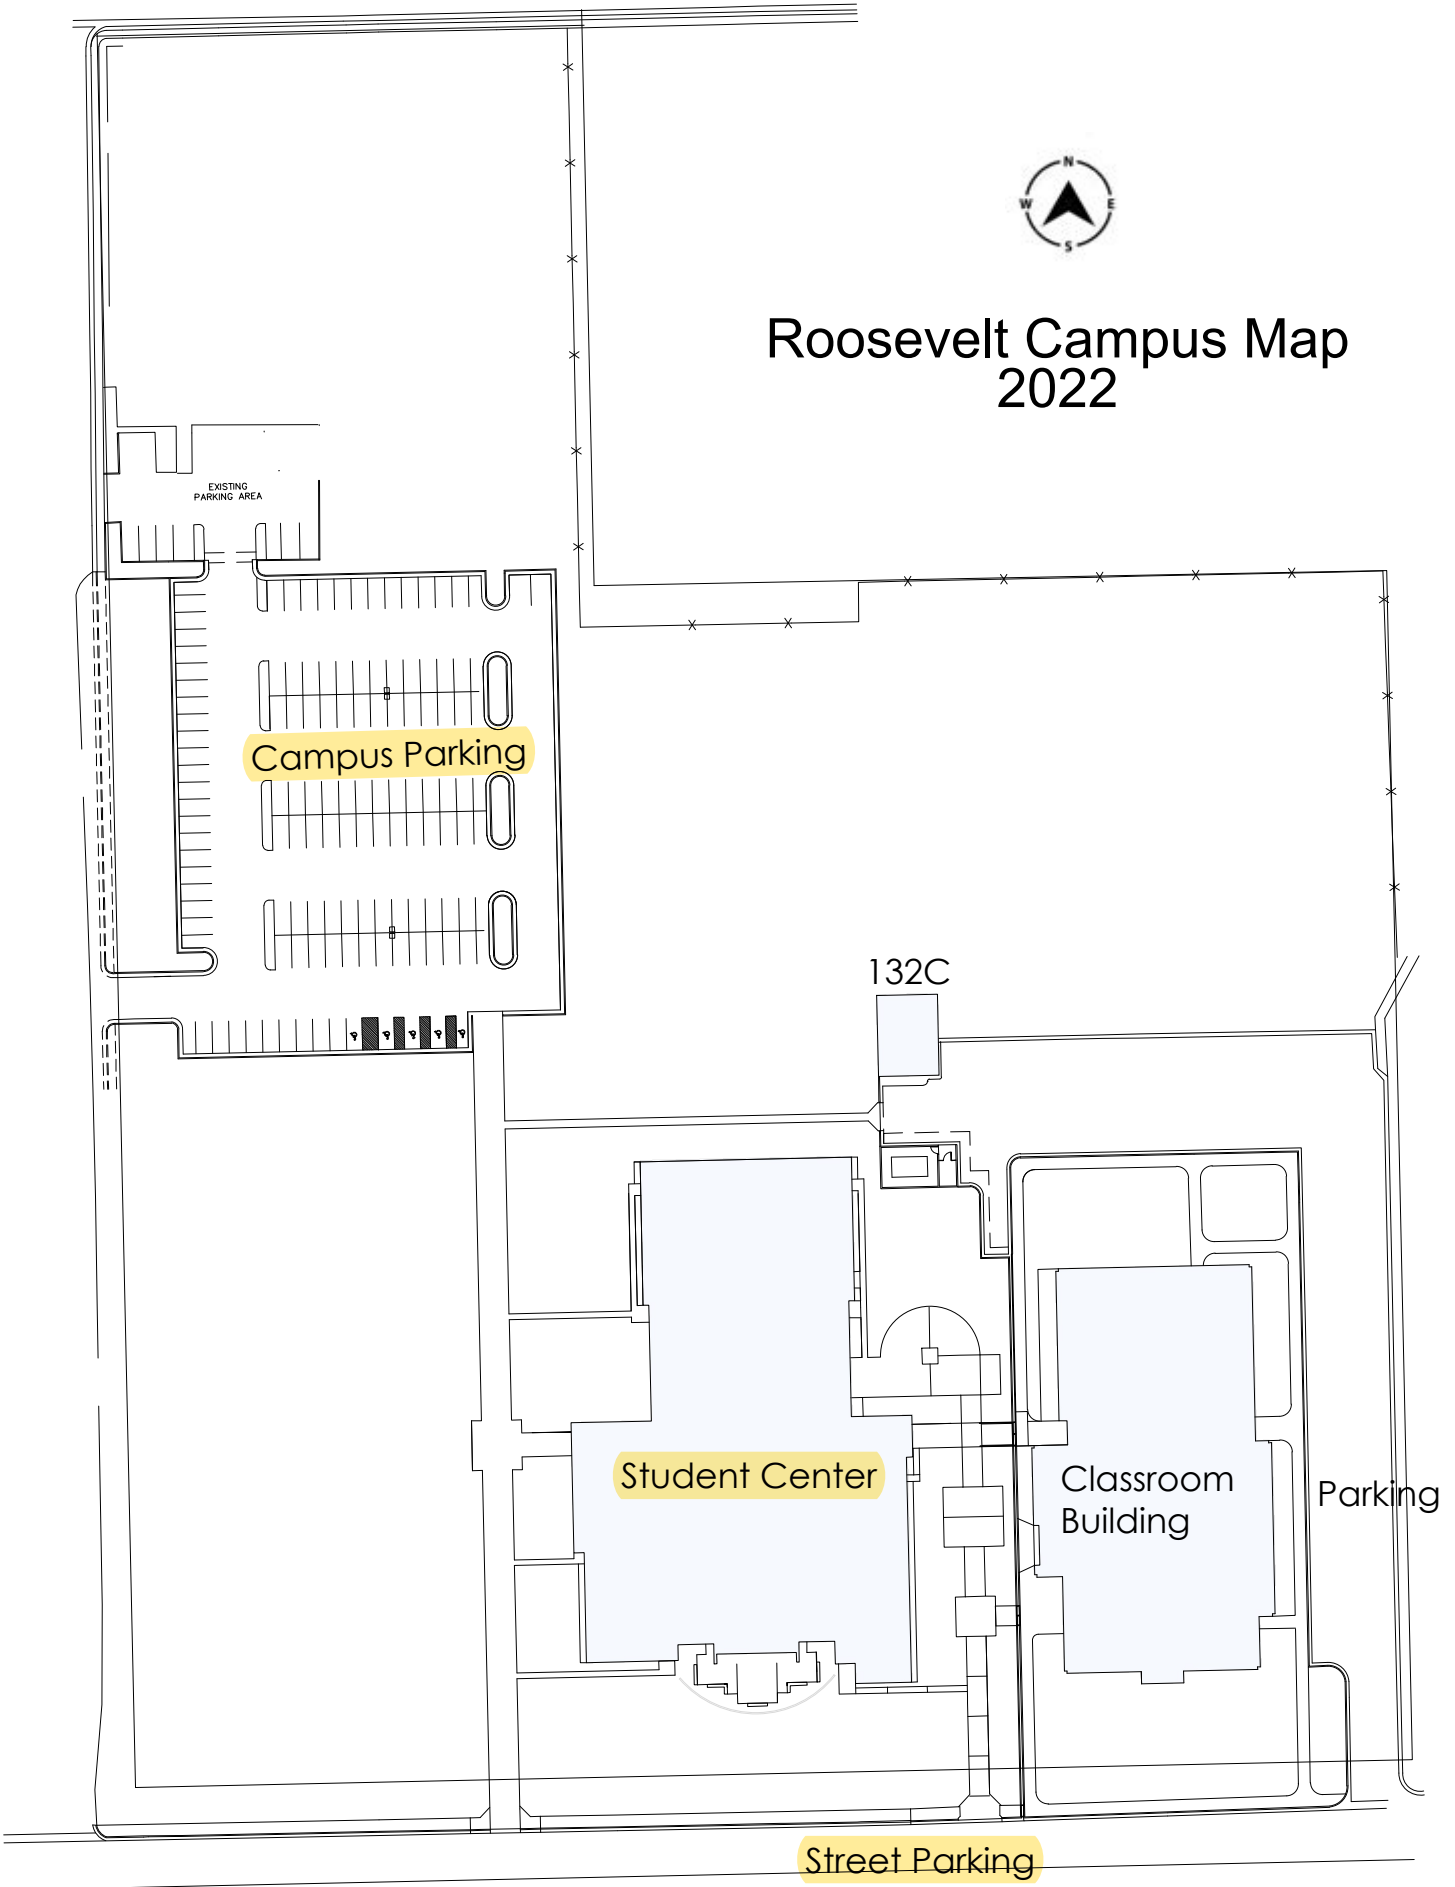 N
W E
S
Roosevelt Campus Map
2022
EXISTING
PARKING AREA
Campus Parking
132C
Student Center
Classroom
Building
Parking
Street Parking